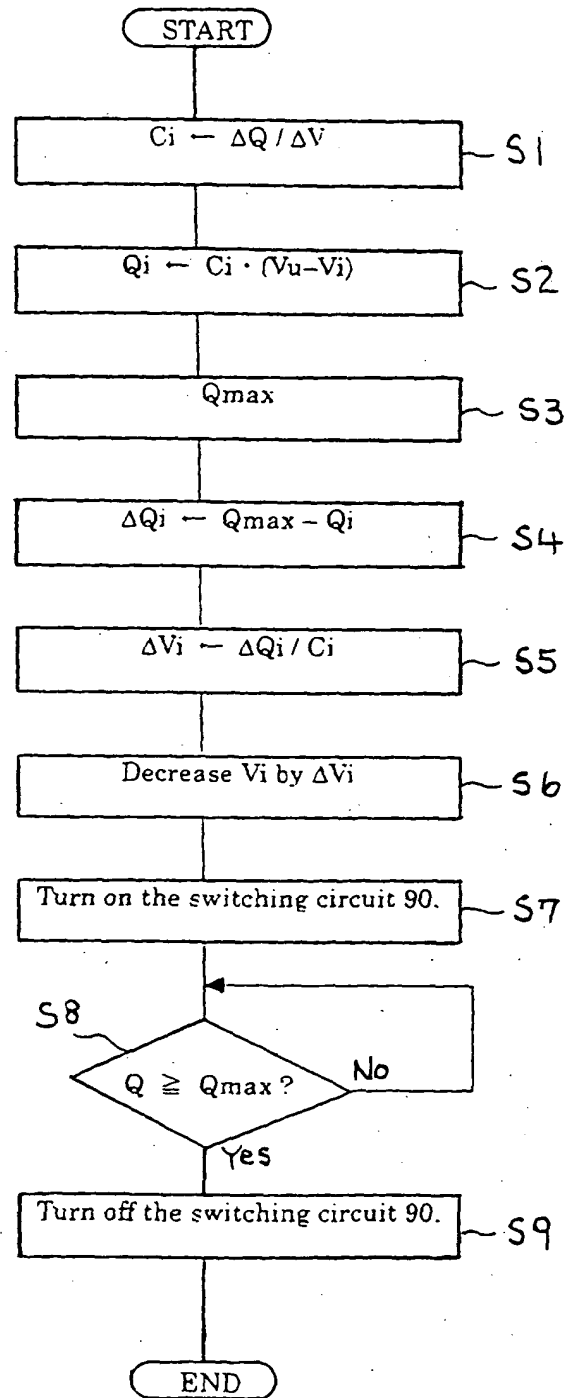 START
Ci ← ΔQ / ΔV
S1
Qi ← Ci · (Vu–Vi)
S2
Qmax
S3
ΔQi ← Qmax – Qi
S4
ΔVi ← ΔQi / Ci
S5
Decrease Vi by ΔVi
S6
Turn on the switching circuit 90.
S7
S8
Q ≧ Qmax ?
No
Yes
Turn off the switching circuit 90.
S9
END